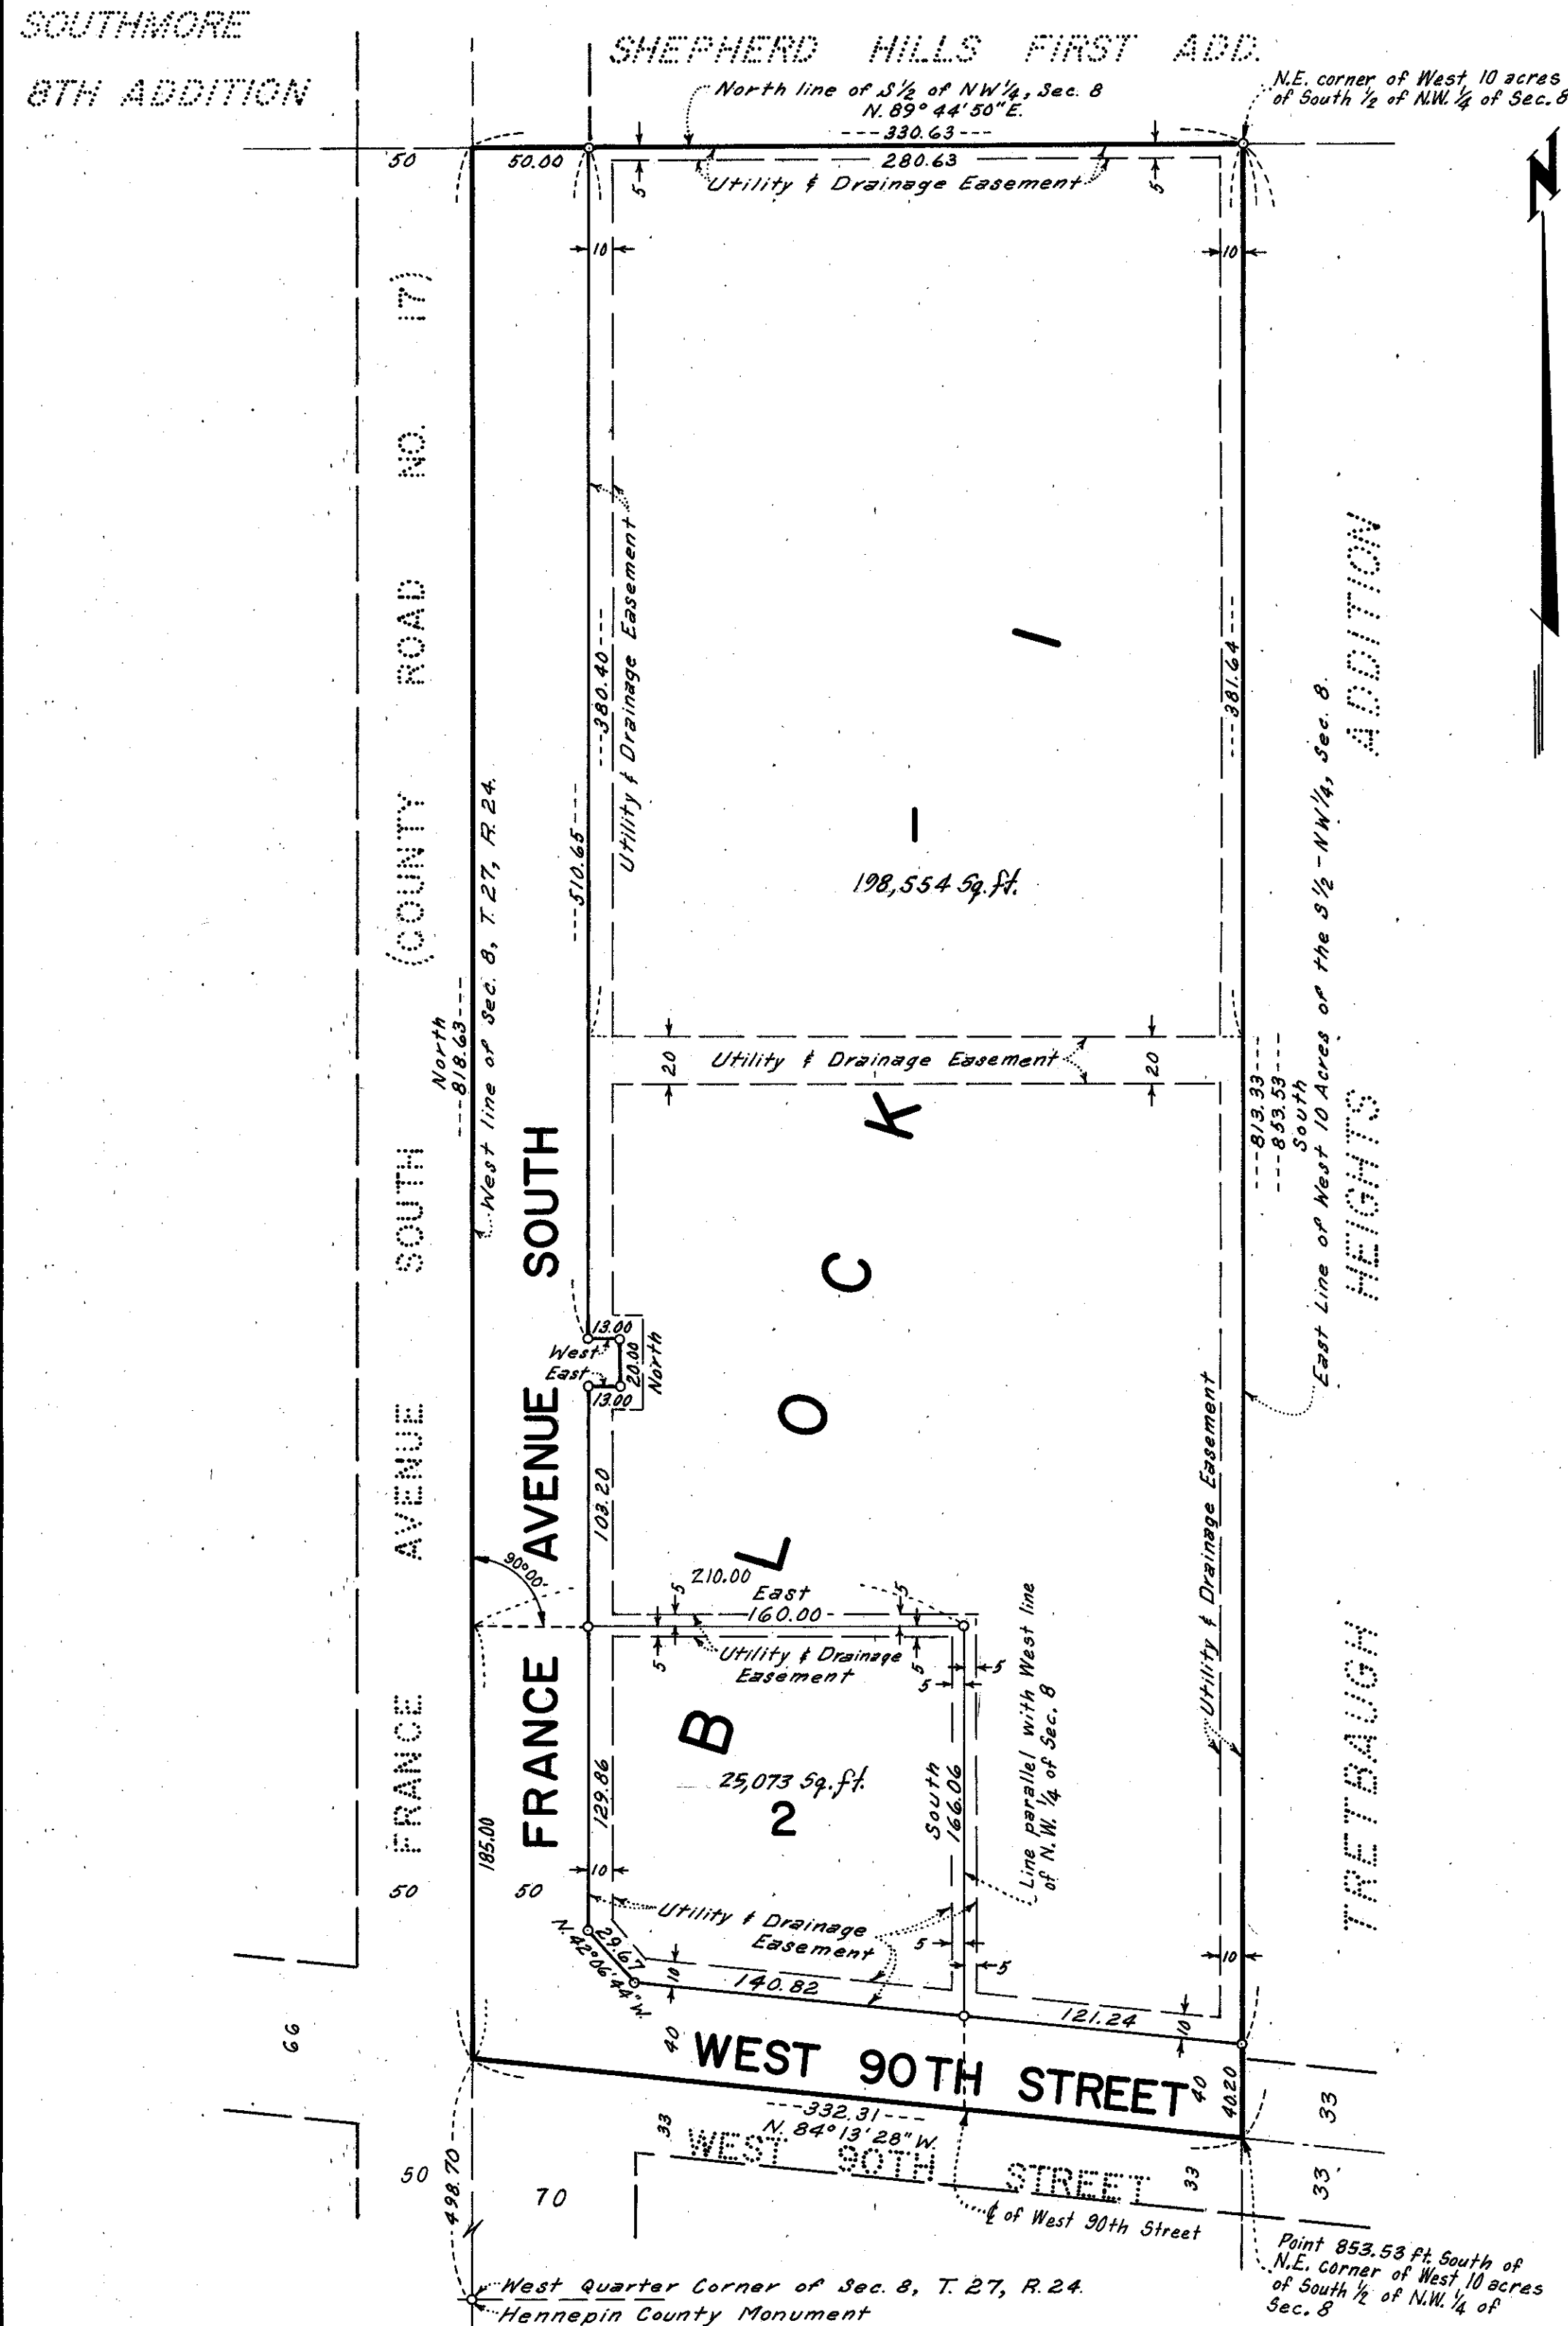 SOUTHMORE
8TH ADDITION
SHEPHERD HILLS FIRST ADD.
North line of S½ of NW¼, Sec. 8
N. 89° 44' 50" E.
---330.63---
N.E. corner of West 10 acres
of South ½ of N.W. ¼ of Sec. 8
50
50.00
280.63
5
Utility & Drainage Easement
5
N
10
10
FRANCE AVENUE SOUTH (COUNTY ROAD NO. 17)
Utility & Drainage Easement
---380.40---
---381.64---
1
---510.65---
198,554 Sq. ft.
North
---818.63---
West line of Sec. 8, T. 27, R. 24.
20
Utility & Drainage Easement
20
---813.33---
---853.53---
South
East Line of West 10 Acres of the S½ - NW¼, Sec. 8.
TRETBAUGH HEIGHTS ADDITION
FRANCE AVENUE SOUTH
BLOCK 1
13.00
West
East
20.00
North
13.00
103.20
90°00'
210.00
East
160.00
5
5
5
5
Utility & Drainage
Easement
5
5
Utility & Drainage Easement
Line parallel with West line
of N.W. ¼ of Sec. 8
25,073 Sq. ft.
2
129.86
South
166.06
185.00
50
50
10
Utility & Drainage
Easement
5
5
10
N. 42° 06' 44" W.
29.67
10
140.82
121.24
10
66
40
WEST 90TH STREET
40
40.20
---332.31---
N. 84° 13' 28" W.
33
33
WEST 90TH STREET
33
33
50
498.70
70
℄ of West 90th Street
Point 853.53 ft. South of
N.E. corner of West 10 acres
of South ½ of N.W. ¼ of
Sec. 8
West Quarter Corner of Sec. 8, T. 27, R. 24.
Hennepin County Monument